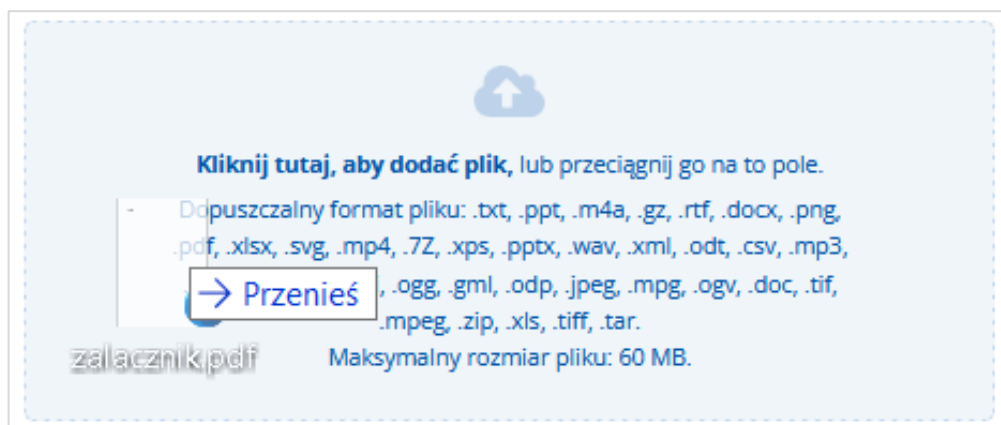 Kliknij tutaj, aby dodać plik, lub przeciągnij go na to pole.
Dopuszczalny format pliku: .txt, .ppt, .m4a, .gz, .rtf, .docx, .png,
.pdf, .xlsx, .svg, .mp4, .7Z, .xps, .pptx, .wav, .xml, .odt, .csv, .mp3,
→ Przenieś , .ogg, .gml, .odp, .jpeg, .mpg, .ogv, .doc, .tif,
.mpeg, .zip, .xls, .tiff, .tar.
zalacznik.pdf Maksymalny rozmiar pliku: 60 MB.